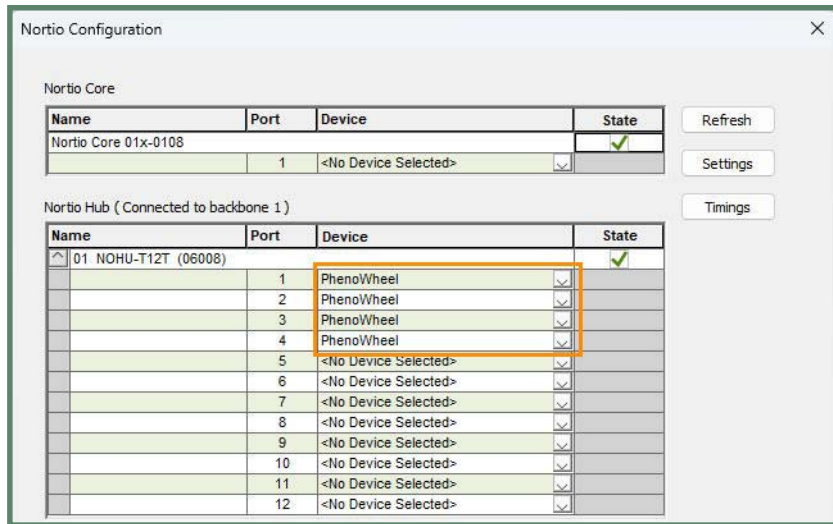 Nortio Configuration
Nortio Core
Name Port Device State
Nortio Core 01x-0108
1 <No Device Selected>
Refresh
Settings
Timings
Nortio Hub ( Connected to backbone 1 )
Name Port Device State
01 NOHU-T12T (06008)
1 PhenoWheel
2 PhenoWheel
3 PhenoWheel
4 PhenoWheel
5 <No Device Selected>
6 <No Device Selected>
7 <No Device Selected>
8 <No Device Selected>
9 <No Device Selected>
10 <No Device Selected>
11 <No Device Selected>
12 <No Device Selected>